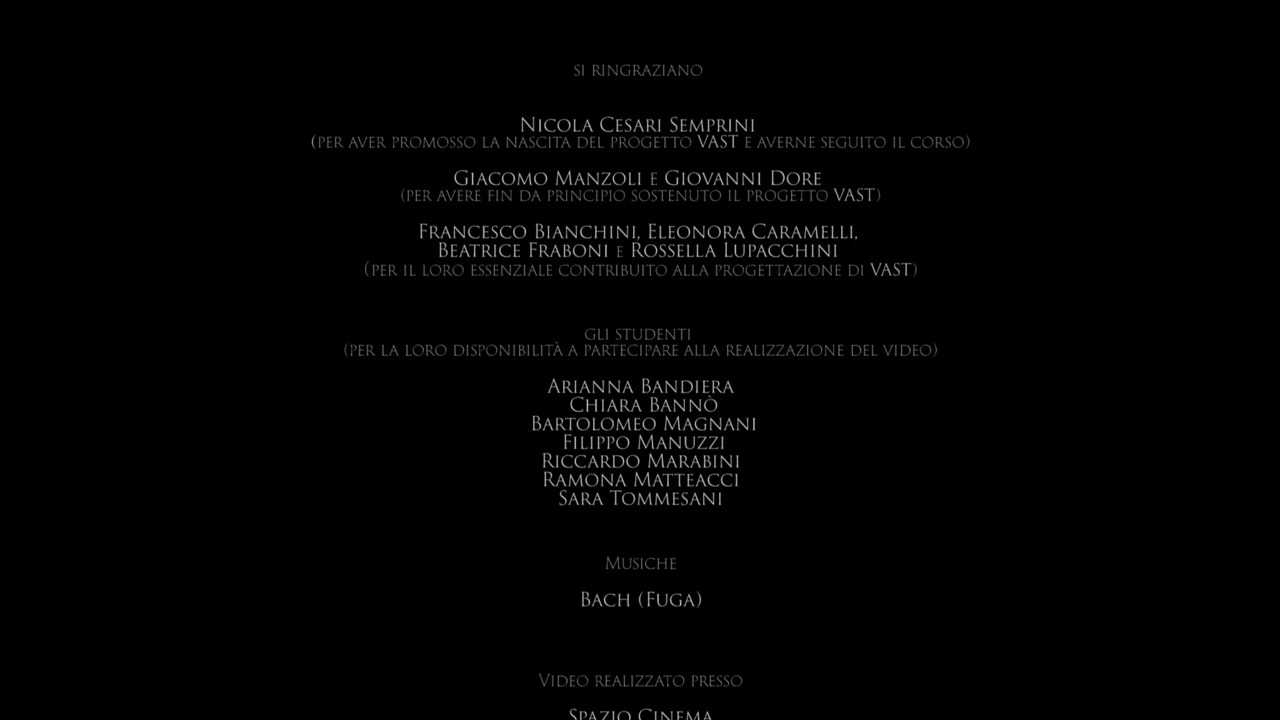 SI RINGRAZIANO
NICOLA CESARI SEMPRINI
(PER AVER PROMOSSO LA NASCITA DEL PROGETTO VAST E AVERNE SEGUITO IL CORSO)
GIACOMO MANZOLI E GIOVANNI DORE
(PER AVERE FIN DA PRINCIPIO SOSTENUTO IL PROGETTO VAST)
FRANCESCO BIANCHINI, ELEONORA CARAMELLI,
BEATRICE FRABONI E ROSSELLA LUPACCHINI
(PER IL LORO ESSENZIALE CONTRIBUITO ALLA PROGETTAZIONE DI VAST)
GLI STUDENTI
(PER LA LORO DISPONIBILITÀ A PARTECIPARE ALLA REALIZZAZIONE DEL VIDEO)
ARIANNA BANDIERA
CHIARA BANNÒ
BARTOLOMEO MAGNANI
FILIPPO MANUZZI
RICCARDO MARABINI
RAMONA MATTEACCI
SARA TOMMESANI
MUSICHE
BACH (FUGA)
VIDEO REALIZZATO PRESSO
SPAZIO CINEMA